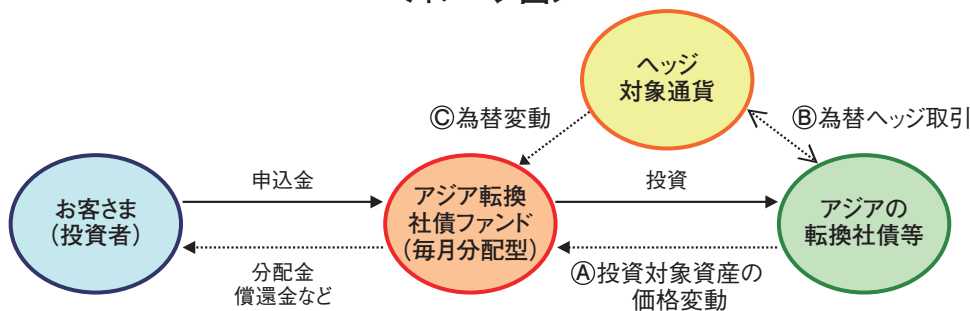 ヘッジ
対象通貨
Ⓒ為替変動
Ⓑ為替ヘッジ取引
お客さま
（投資者）
申込金
アジア転換
社債ファンド
（毎月分配型）
投資
アジアの
転換社債等
分配金
償還金など
Ⓐ投資対象資産の
価格変動